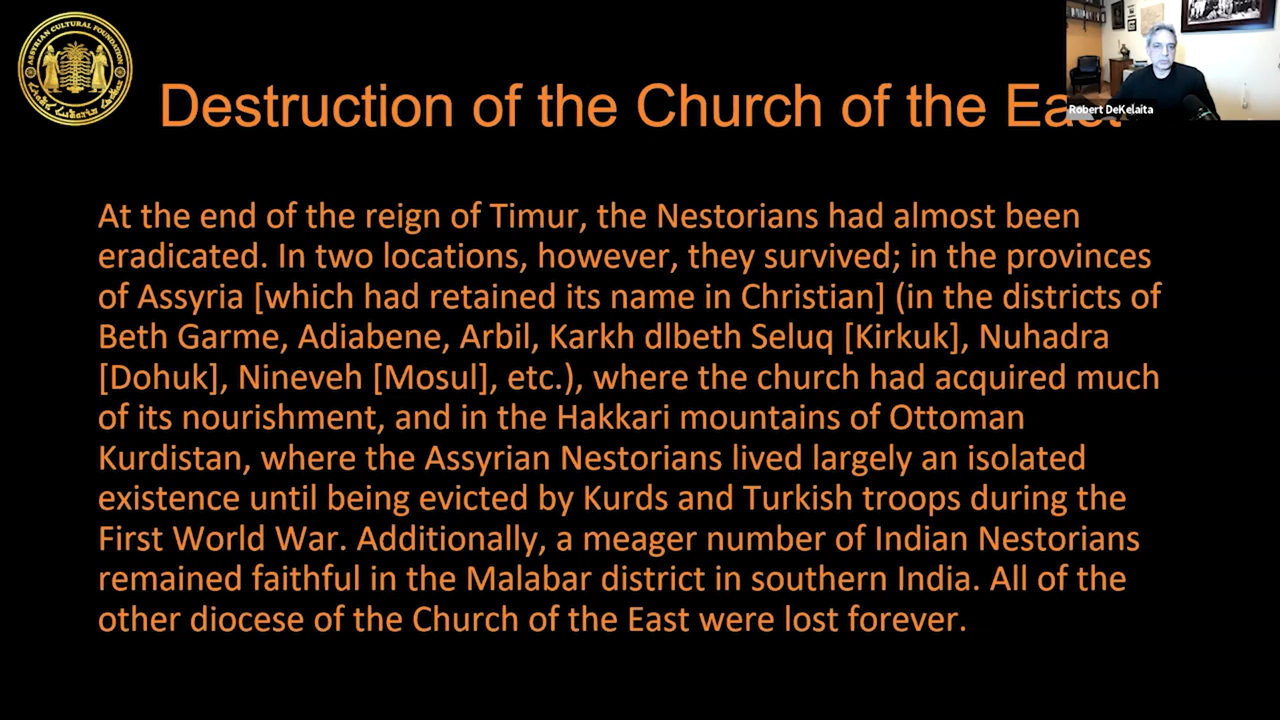 ASSYRIAN CULTURAL FOUNDATION
Destruction of the Church of the East
Robert DeKelaita
At the end of the reign of Timur, the Nestorians had almost been
eradicated. In two locations, however, they survived; in the provinces
of Assyria [which had retained its name in Christian] (in the districts of
Beth Garme, Adiabene, Arbil, Karkh dlbeth Seluq [Kirkuk], Nuhadra
[Dohuk], Nineveh [Mosul], etc.), where the church had acquired much
of its nourishment, and in the Hakkari mountains of Ottoman
Kurdistan, where the Assyrian Nestorians lived largely an isolated
existence until being evicted by Kurds and Turkish troops during the
First World War. Additionally, a meager number of Indian Nestorians
remained faithful in the Malabar district in southern India. All of the
other diocese of the Church of the East were lost forever.